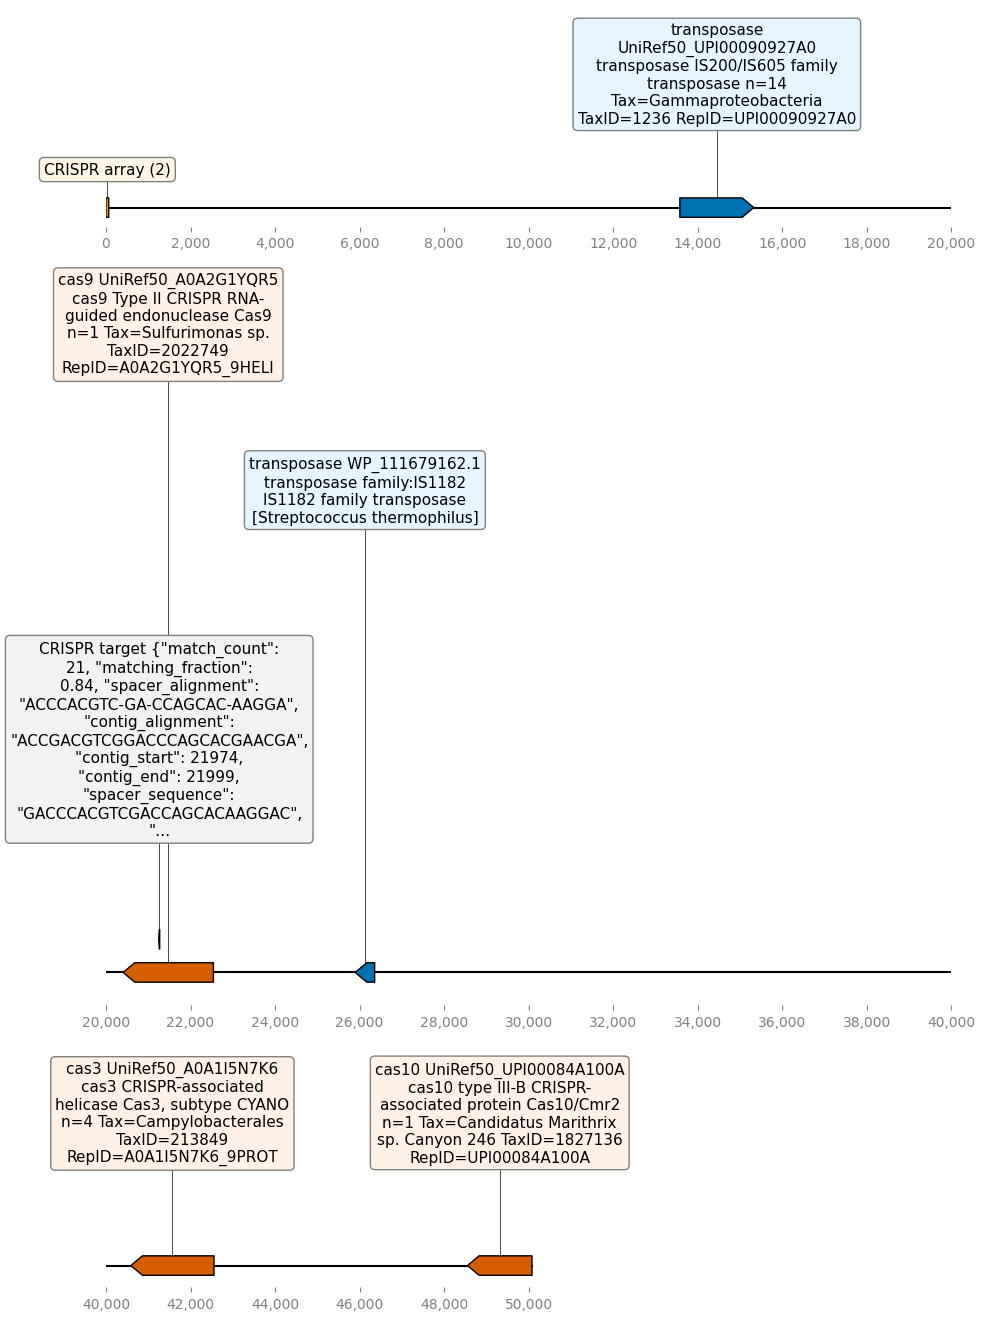 transposase
UniRef50_UPI00090927A0
transposase IS200/IS605 family
transposase n=14
Tax=Gammaproteobacteria
TaxID=1236 RepID=UPI00090927A0
CRISPR array (2)
0 2,000 4,000 6,000 8,000 10,000 12,000 14,000 16,000 18,000 20,000
cas9 UniRef50_A0A2G1YQR5
cas9 Type II CRISPR RNA-
guided endonuclease Cas9
n=1 Tax=Sulfurimonas sp.
TaxID=2022749
RepID=A0A2G1YQR5_9HELI
transposase WP_111679162.1
transposase family:IS1182
IS1182 family transposase
[Streptococcus thermophilus]
CRISPR target {"match_count":
21, "matching_fraction":
0.84, "spacer_alignment":
"ACCCACGTC-GA-CCAGCAC-AAGGA",
"contig_alignment":
"ACCGACGTCGGACCCAGCACGAACGA",
"contig_start": 21974,
"contig_end": 21999,
"spacer_sequence":
"GACCCACGTCGACCAGCACAAGGAC",
"...
20,000 22,000 24,000 26,000 28,000 30,000 32,000 34,000 36,000 38,000 40,000
cas3 UniRef50_A0A1I5N7K6
cas3 CRISPR-associated
helicase Cas3, subtype CYANO
n=4 Tax=Campylobacterales
TaxID=213849
RepID=A0A1I5N7K6_9PROT
cas10 UniRef50_UPI00084A100A
cas10 type III-B CRISPR-
associated protein Cas10/Cmr2
n=1 Tax=Candidatus Marithrix
sp. Canyon 246 TaxID=1827136
RepID=UPI00084A100A
40,000 42,000 44,000 46,000 48,000 50,000